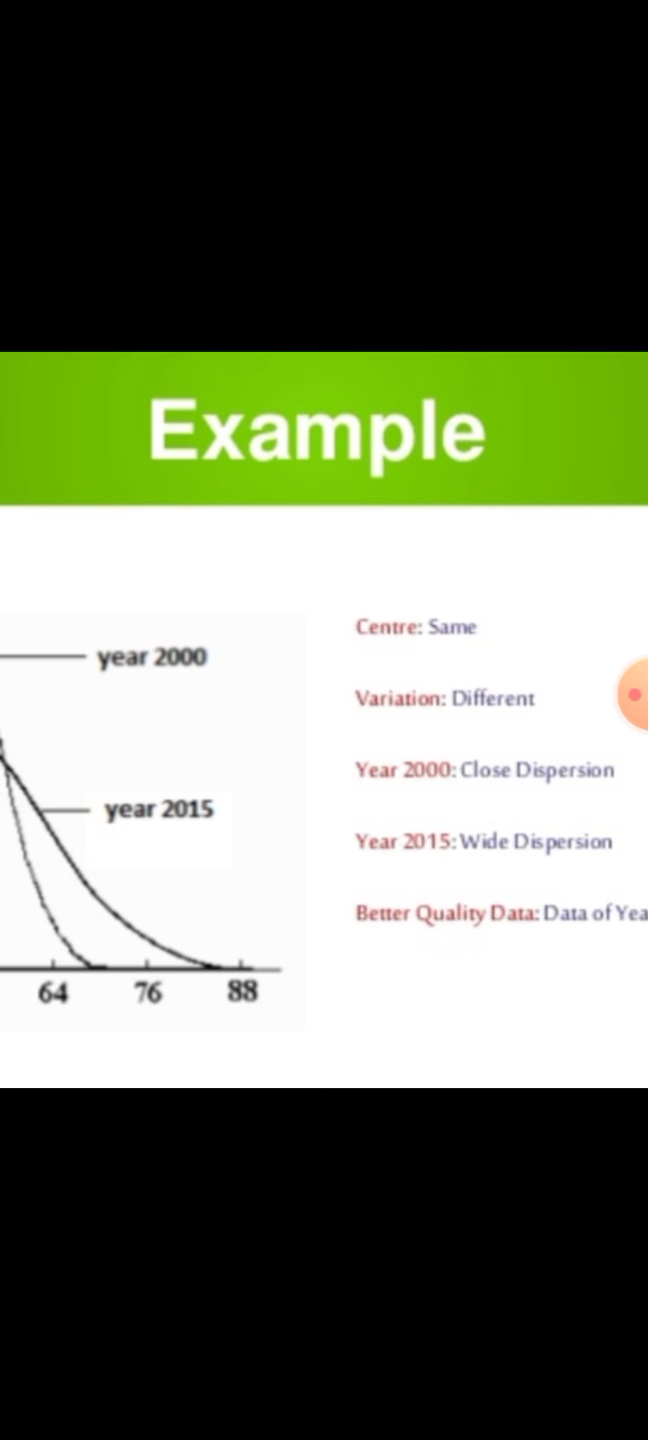 Example
year 2000
year 2015
64 76 88
Centre: Same
Variation: Different
Year 2000: Close Dispersion
Year 2015: Wide Dispersion
Better Quality Data: Data of